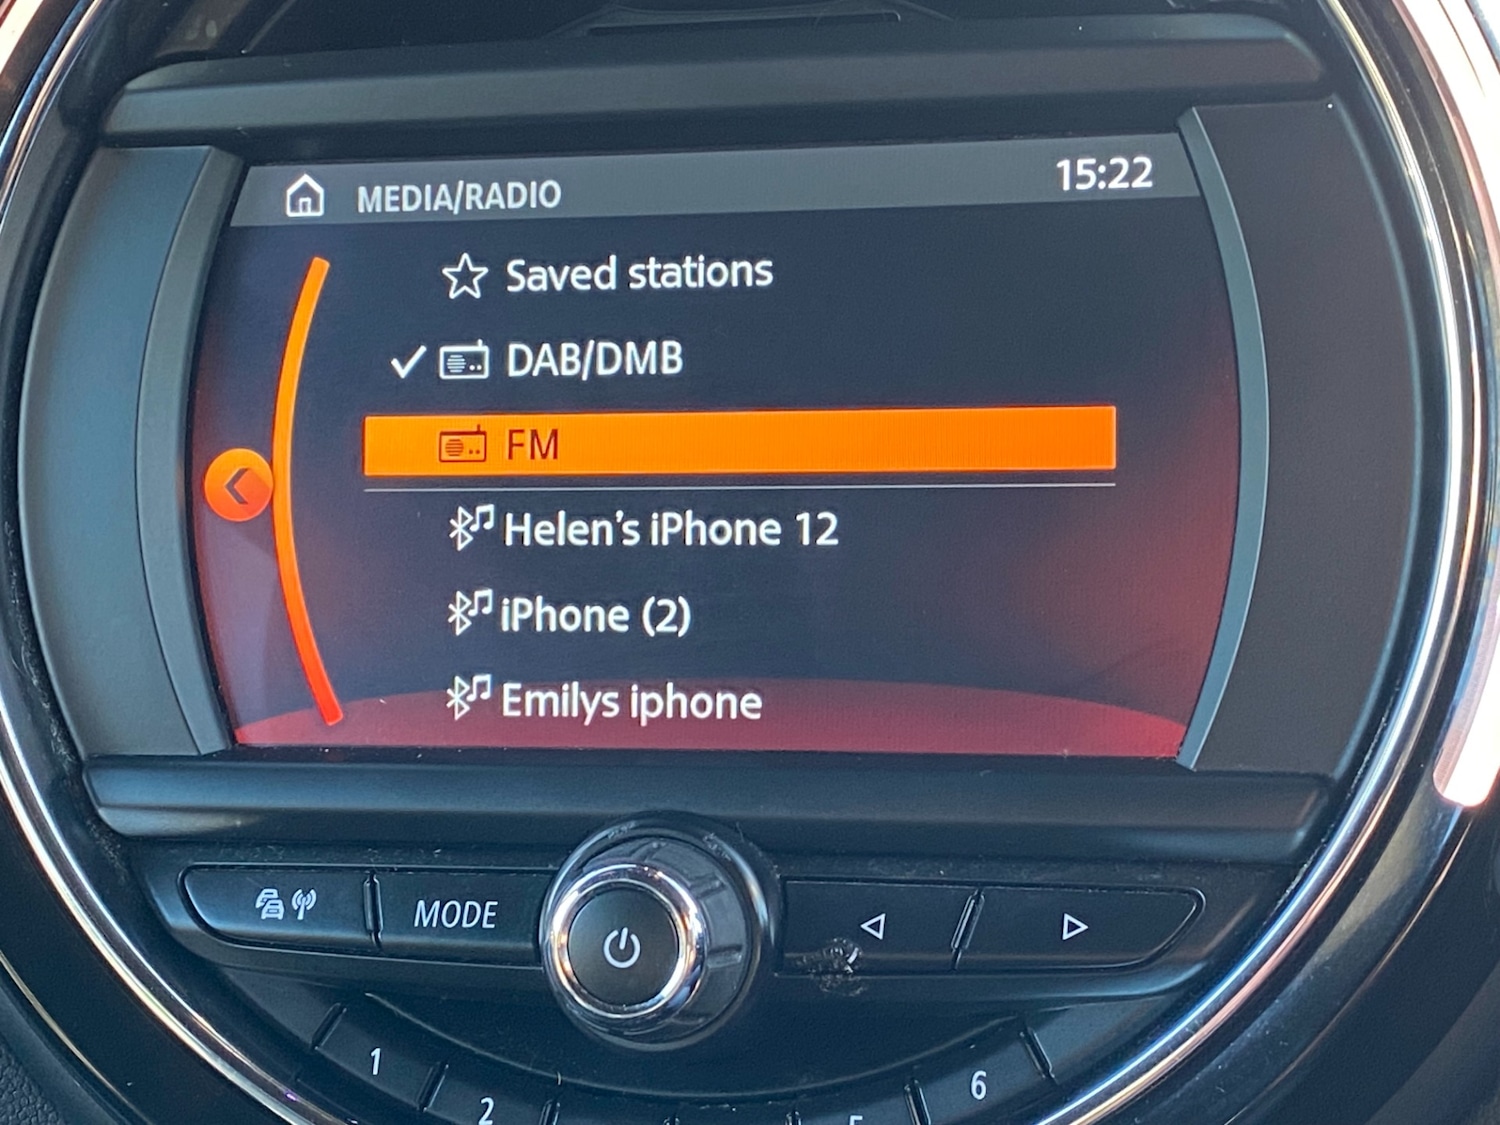 MEDIA/RADIO 15:22
Saved stations
DAB/DMB
FM
Helen's iPhone 12
iPhone (2)
Emilys iphone
MODE
1
2
6